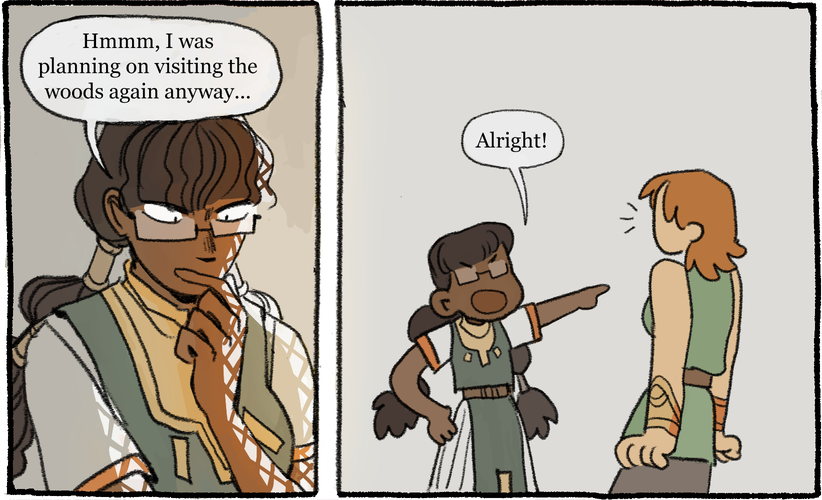 Hmmm, I was
planning on visiting the
woods again anyway...
Alright!